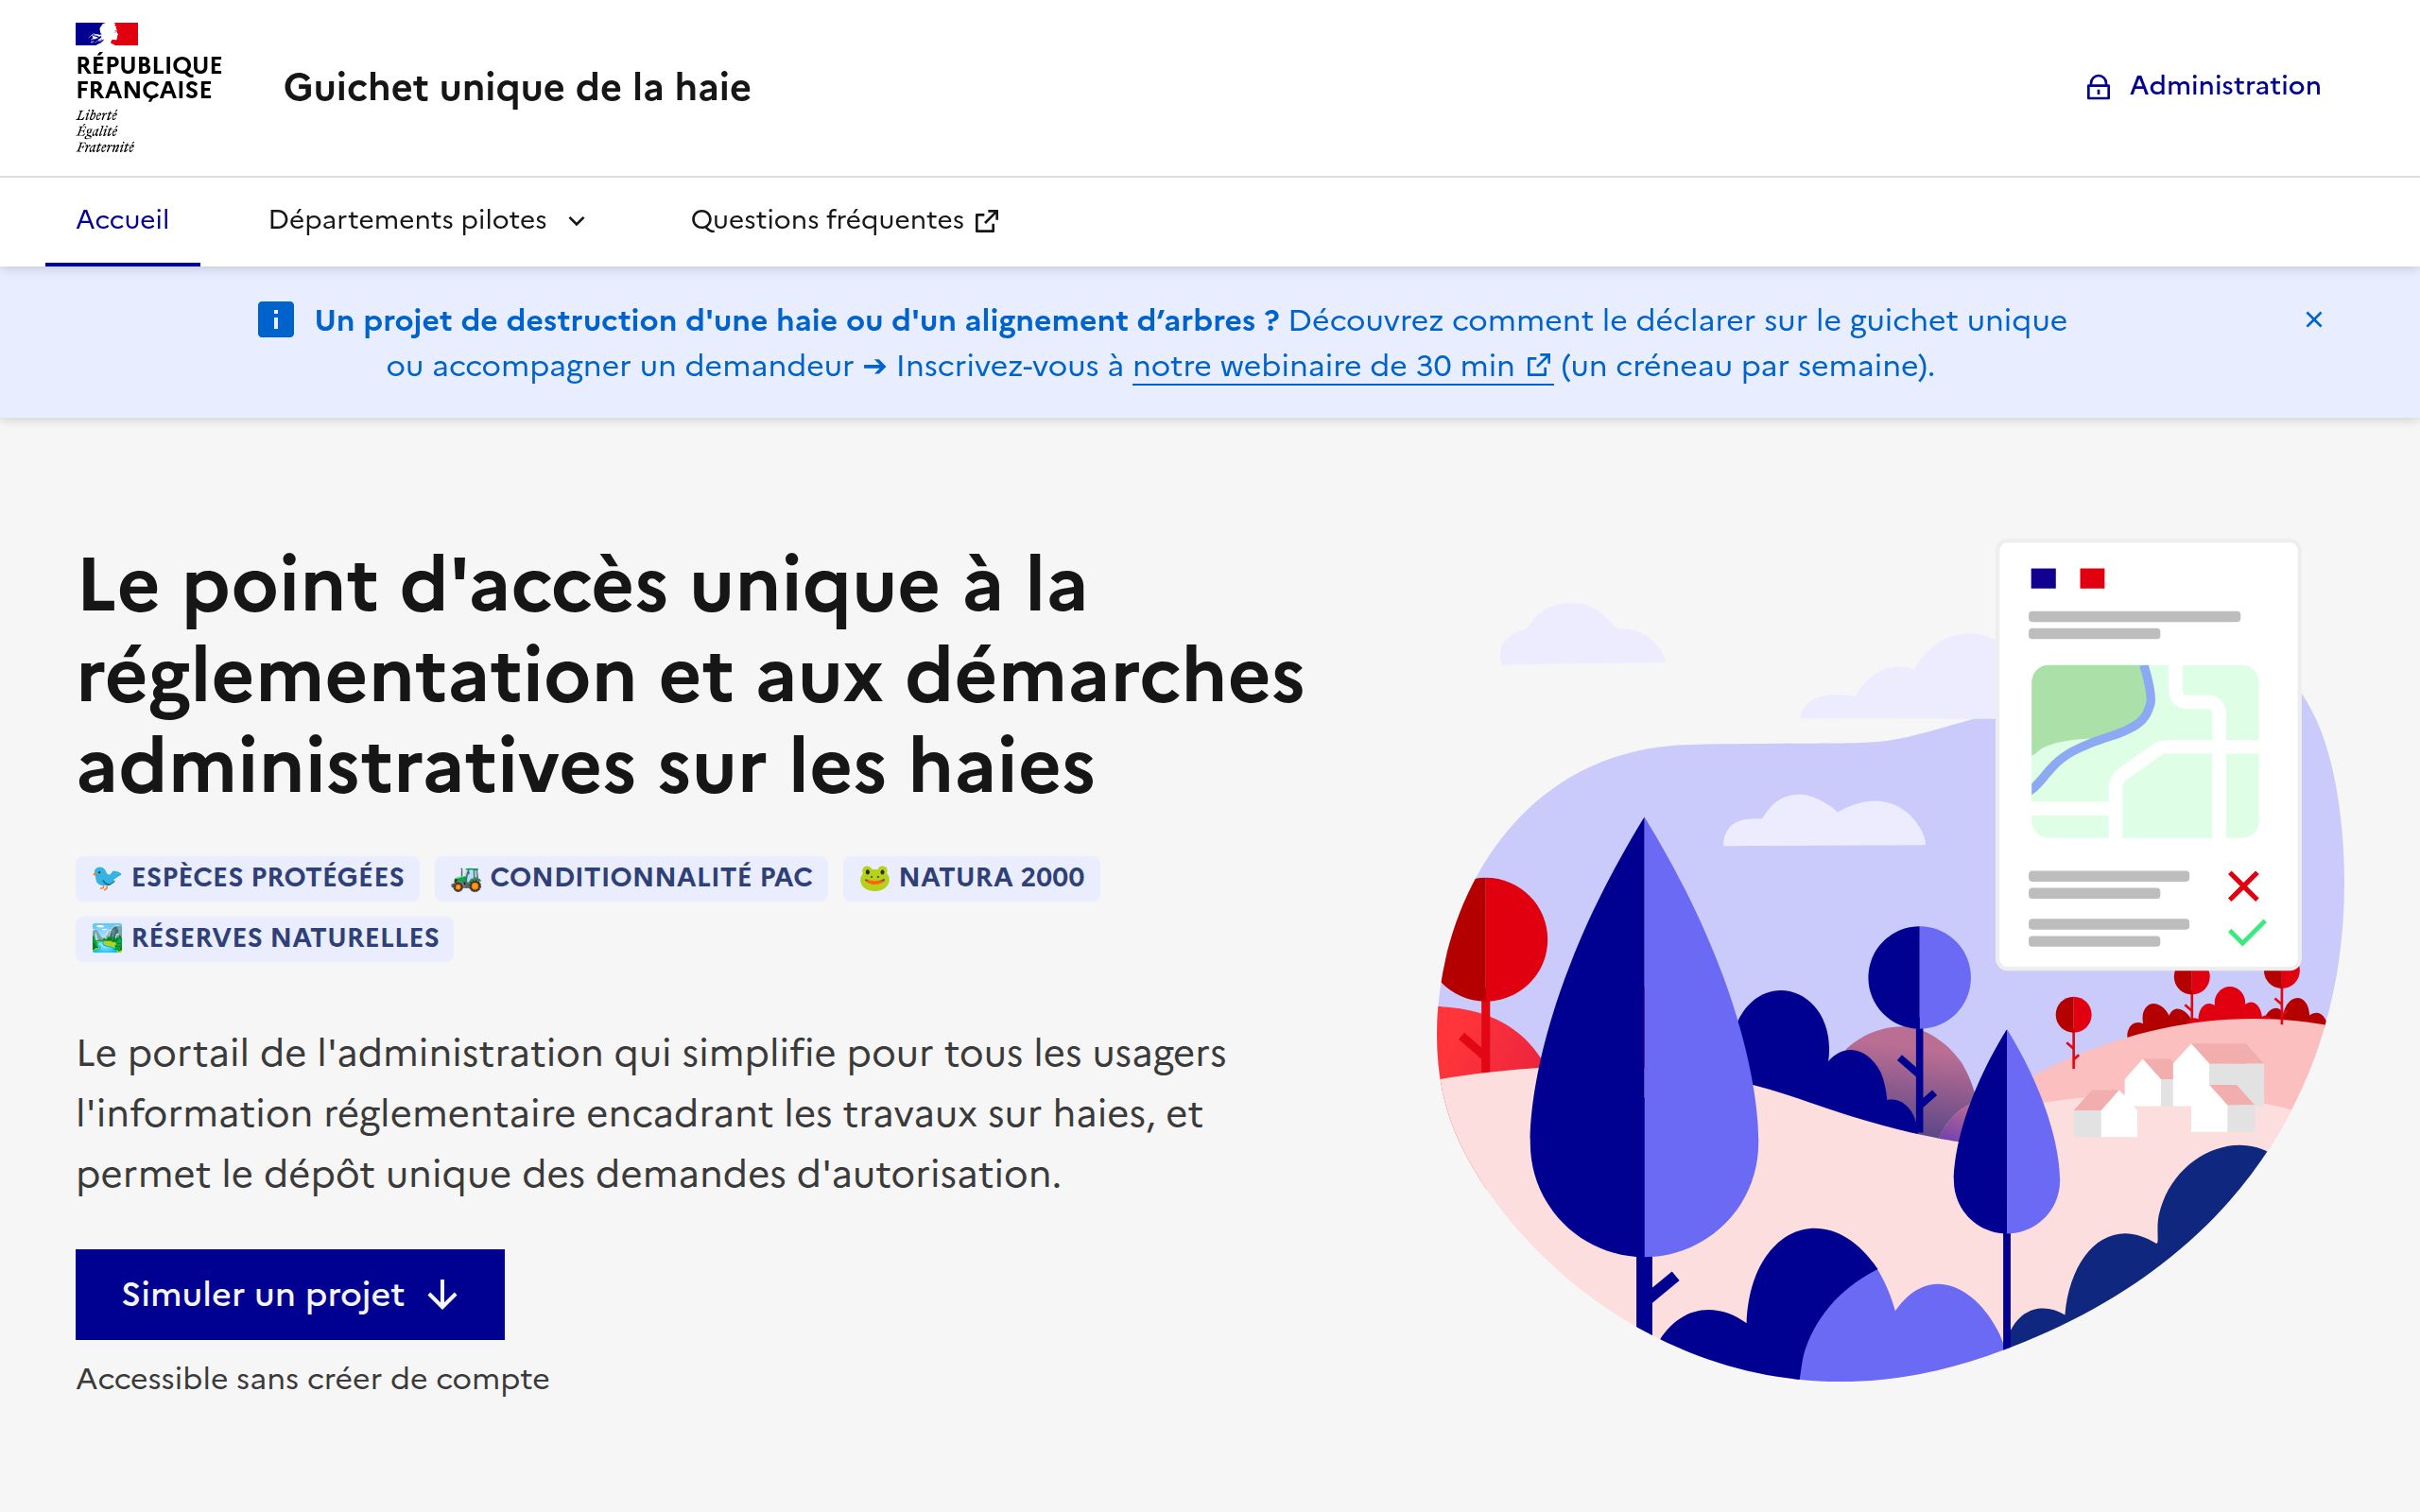 RÉPUBLIQUE
FRANÇAISE
Liberté
Égalité
Fraternité
Guichet unique de la haie
Administration
Accueil
Départements pilotes
Questions fréquentes
Un projet de destruction d'une haie ou d'un alignement d’arbres ? Découvrez comment le déclarer sur le guichet unique
ou accompagner un demandeur ➔ Inscrivez-vous à notre webinaire de 30 min (un créneau par semaine).
Le point d'accès unique à la
réglementation et aux démarches
administratives sur les haies
🐦 ESPÈCES PROTÉGÉES
🚜 CONDITIONNALITÉ PAC
🐸 NATURA 2000
🏞️ RÉSERVES NATURELLES
Le portail de l'administration qui simplifie pour tous les usagers
l'information réglementaire encadrant les travaux sur haies, et
permet le dépôt unique des demandes d'autorisation.
Simuler un projet ↓
Accessible sans créer de compte